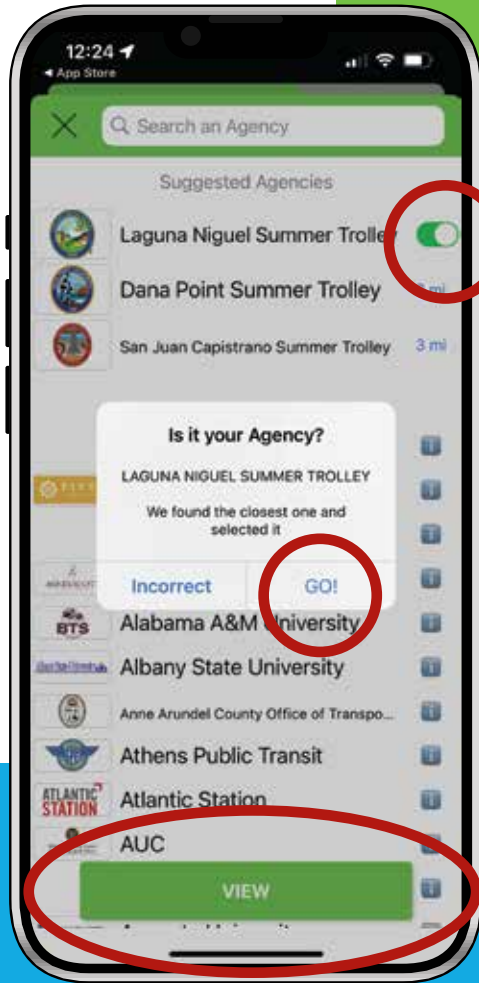 12:24
◄ App Store
Search an Agency
Suggested Agencies
Laguna Niguel Summer Trolley
Dana Point Summer Trolley
mi
San Juan Capistrano Summer Trolley
3 mi
Is it your Agency?
LAGUNA NIGUEL SUMMER TROLLEY
We found the closest one and
selected it
Incorrect
GO!
BTS
Alabama A&M University
Albany State University
Anne Arundel County Office of Transpo...
Athens Public Transit
ATLANTIC
STATION
Atlantic Station
AUC
VIEW